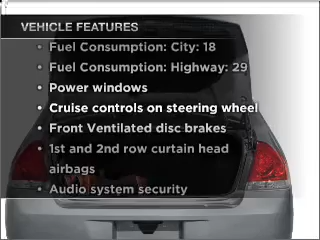 VEHICLE FEATURES
• Fuel Consumption: City: 18
• Fuel Consumption: Highway: 29
• Power windows
• Cruise controls on steering wheel
• Front Ventilated disc brakes
• 1st and 2nd row curtain head
airbags
• Audio system security